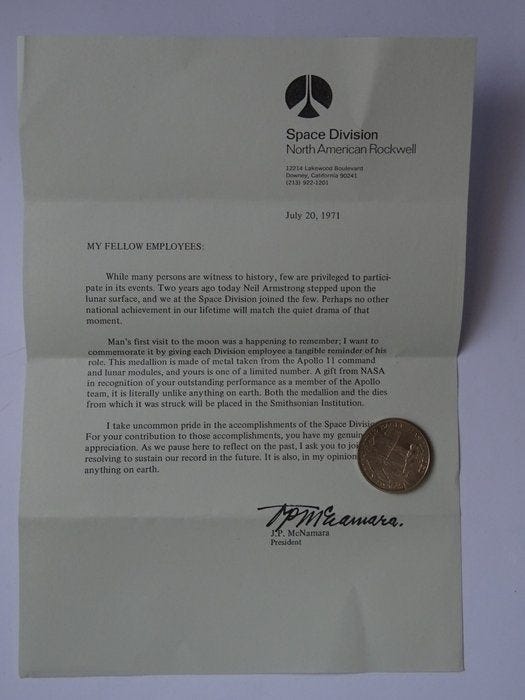 Space Division
North American Rockwell
12214 Lakewood Boulevard
Downey, California 90241
(213) 922-1201
July 20, 1971
MY FELLOW EMPLOYEES:
While many persons are witness to history, few are privileged to partici-
pate in its events. Two years ago today Neil Armstrong stepped upon the
lunar surface, and we at the Space Division joined the few. Perhaps no other
national achievement in our lifetime will match the quiet drama of that
moment.
Man's first visit to the moon was a happening to remember; I want to
commemorate it by giving each Division employee a tangible reminder of his
role. This medallion is made of metal taken from the Apollo 11 command
and lunar modules, and yours is one of a limited number. A gift from NASA
in recognition of your outstanding performance as a member of the Apollo
team, it is literally unlike anything on earth. Both the medallion and the dies
from which it was struck will be placed in the Smithsonian Institution.
I take uncommon pride in the accomplishments of the Space Divisio
For your contribution to those accomplishments, you have my genuin
appreciation. As we pause here to reflect on the past, I ask you to joi
resolving to sustain our record in the future. It is also, in my opinion
anything on earth.
J.P. McNamara.
J.P. McNamara
President